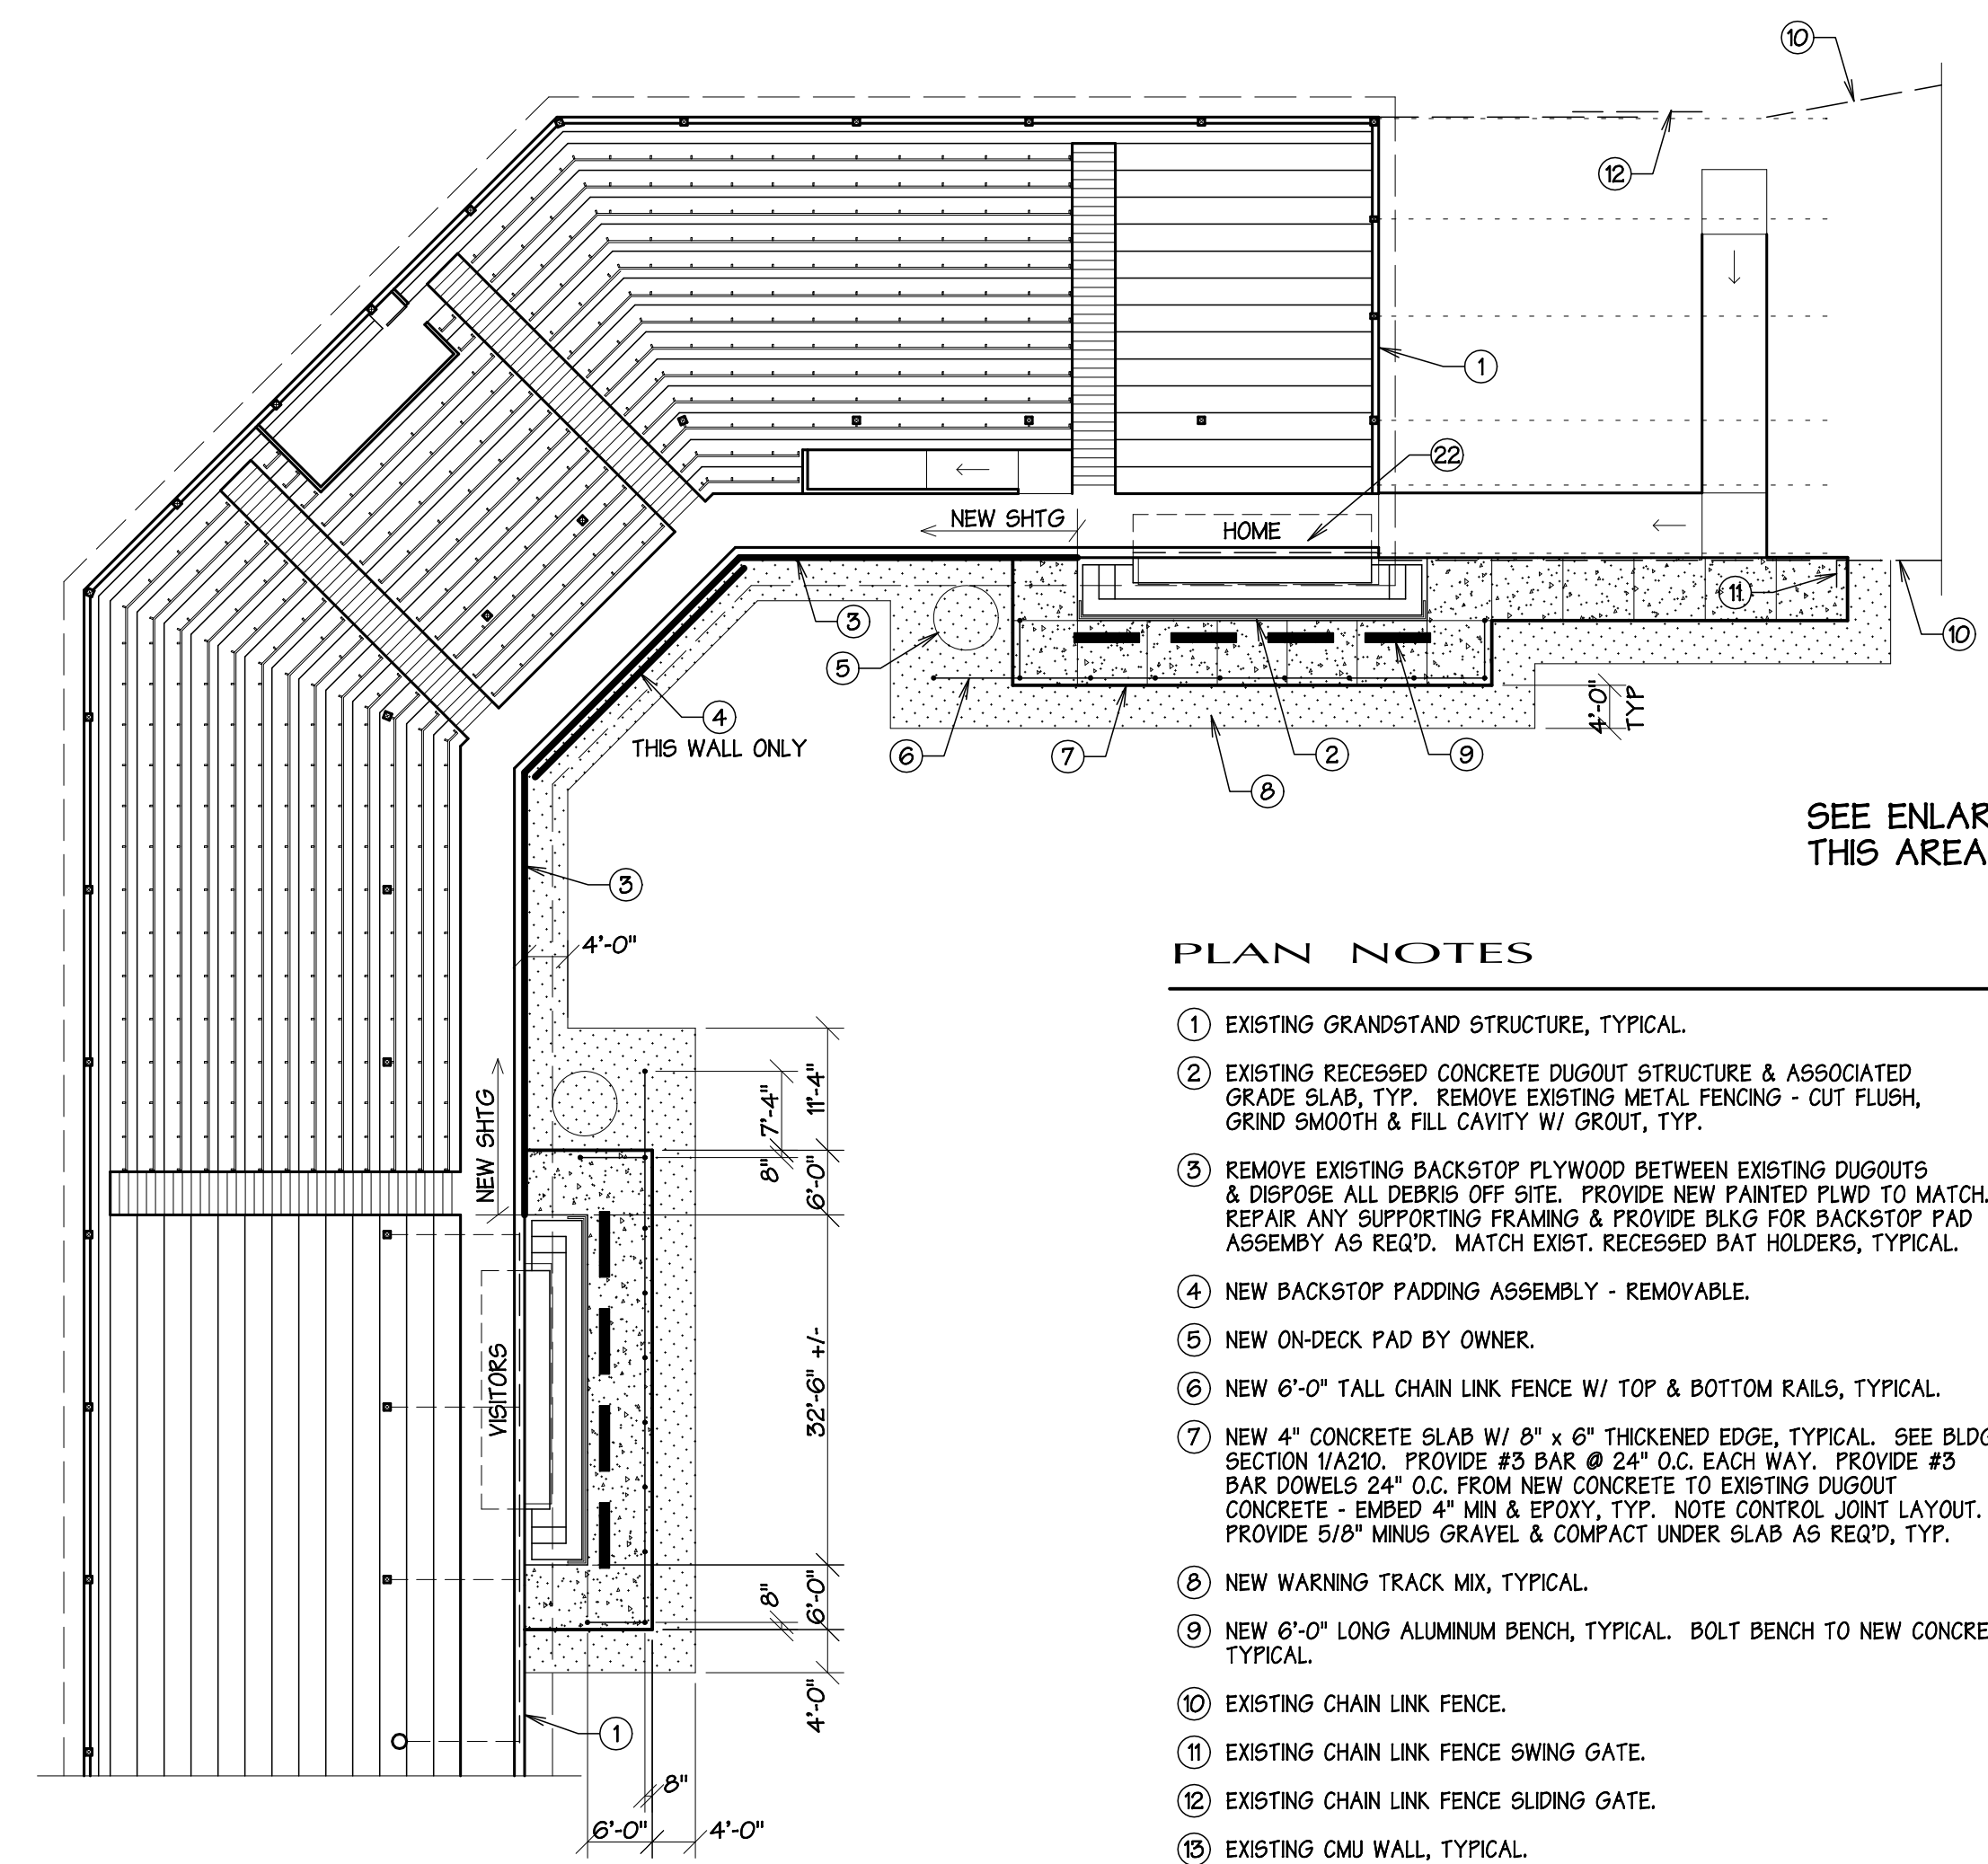 10
12
1
22
NEW SHTG
HOME
11
3
5
10
4
THIS WALL ONLY
4'-0"
TYP
6
7
2
9
8
SEE ENLAR
THIS AREA
3
4'-0"
NEW SHTG
7'-4"
11'-4"
8"
6'-0"
VISITORS
32'-6" +/-
8"
6'-0"
4'-0"
1
8"
6'-0"
4'-0"
PLAN NOTES
1 EXISTING GRANDSTAND STRUCTURE, TYPICAL.
2 EXISTING RECESSED CONCRETE DUGOUT STRUCTURE & ASSOCIATED
GRADE SLAB, TYP. REMOVE EXISTING METAL FENCING - CUT FLUSH,
GRIND SMOOTH & FILL CAVITY W/ GROUT, TYP.
3 REMOVE EXISTING BACKSTOP PLYWOOD BETWEEN EXISTING DUGOUTS
& DISPOSE ALL DEBRIS OFF SITE. PROVIDE NEW PAINTED PLWD TO MATCH.
REPAIR ANY SUPPORTING FRAMING & PROVIDE BLKG FOR BACKSTOP PAD
ASSEMBY AS REQ'D. MATCH EXIST. RECESSED BAT HOLDERS, TYPICAL.
4 NEW BACKSTOP PADDING ASSEMBLY - REMOVABLE.
5 NEW ON-DECK PAD BY OWNER.
6 NEW 6'-0" TALL CHAIN LINK FENCE W/ TOP & BOTTOM RAILS, TYPICAL.
7 NEW 4" CONCRETE SLAB W/ 8" x 6" THICKENED EDGE, TYPICAL. SEE BLDG
SECTION 1/A210. PROVIDE #3 BAR @ 24" O.C. EACH WAY. PROVIDE #3
BAR DOWELS 24" O.C. FROM NEW CONCRETE TO EXISTING DUGOUT
CONCRETE - EMBED 4" MIN & EPOXY, TYP. NOTE CONTROL JOINT LAYOUT.
PROVIDE 5/8" MINUS GRAVEL & COMPACT UNDER SLAB AS REQ'D, TYP.
8 NEW WARNING TRACK MIX, TYPICAL.
9 NEW 6'-0" LONG ALUMINUM BENCH, TYPICAL. BOLT BENCH TO NEW CONCRE
TYPICAL.
10 EXISTING CHAIN LINK FENCE.
11 EXISTING CHAIN LINK FENCE SWING GATE.
12 EXISTING CHAIN LINK FENCE SLIDING GATE.
13 EXISTING CMU WALL, TYPICAL.